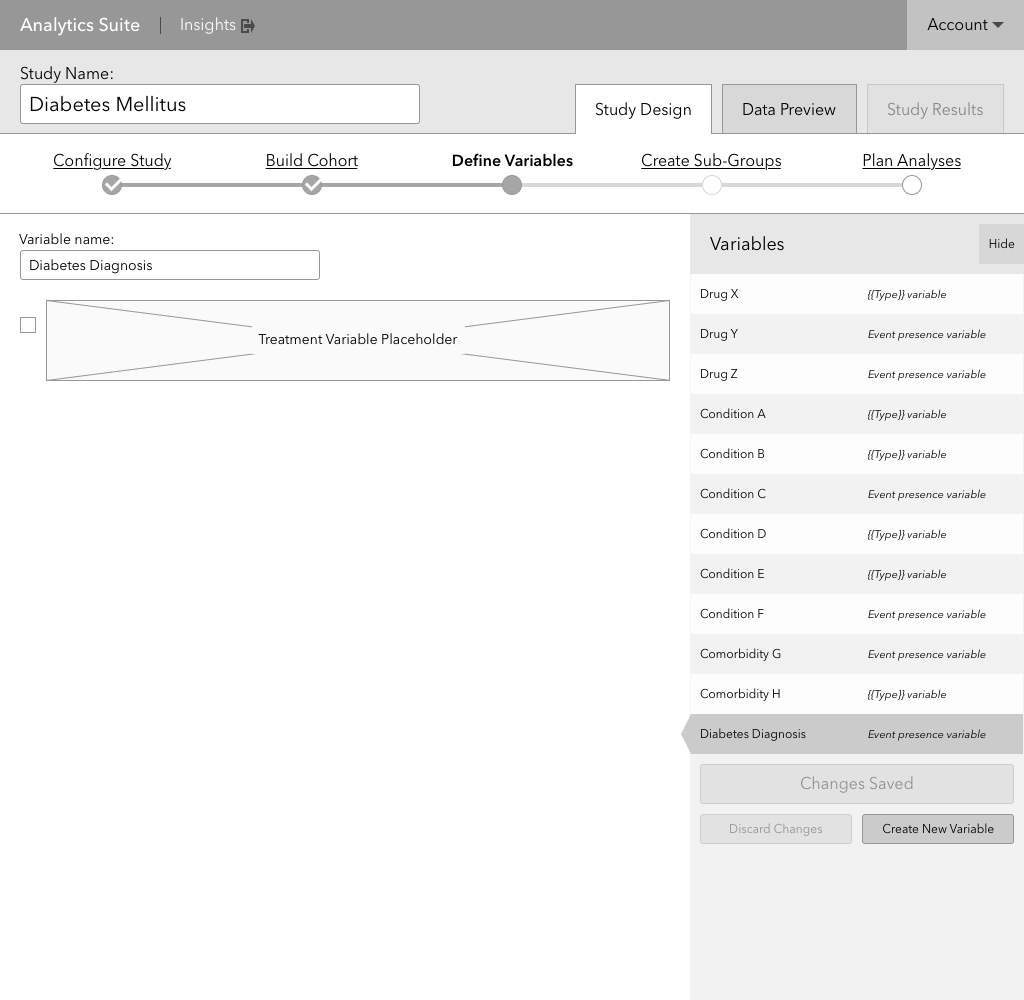 Analytics Suite | Insights Account
Study Name:
Diabetes Mellitus
Study Design Data Preview Study Results
Configure Study Build Cohort Define Variables Create Sub-Groups Plan Analyses
Variable name:
Diabetes Diagnosis
Treatment Variable Placeholder
Variables Hide
Drug X {{Type}} variable
Drug Y Event presence variable
Drug Z Event presence variable
Condition A {{Type}} variable
Condition B {{Type}} variable
Condition C Event presence variable
Condition D {{Type}} variable
Condition E {{Type}} variable
Condition F Event presence variable
Comorbidity G Event presence variable
Comorbidity H {{Type}} variable
Diabetes Diagnosis Event presence variable
Changes Saved
Discard Changes Create New Variable